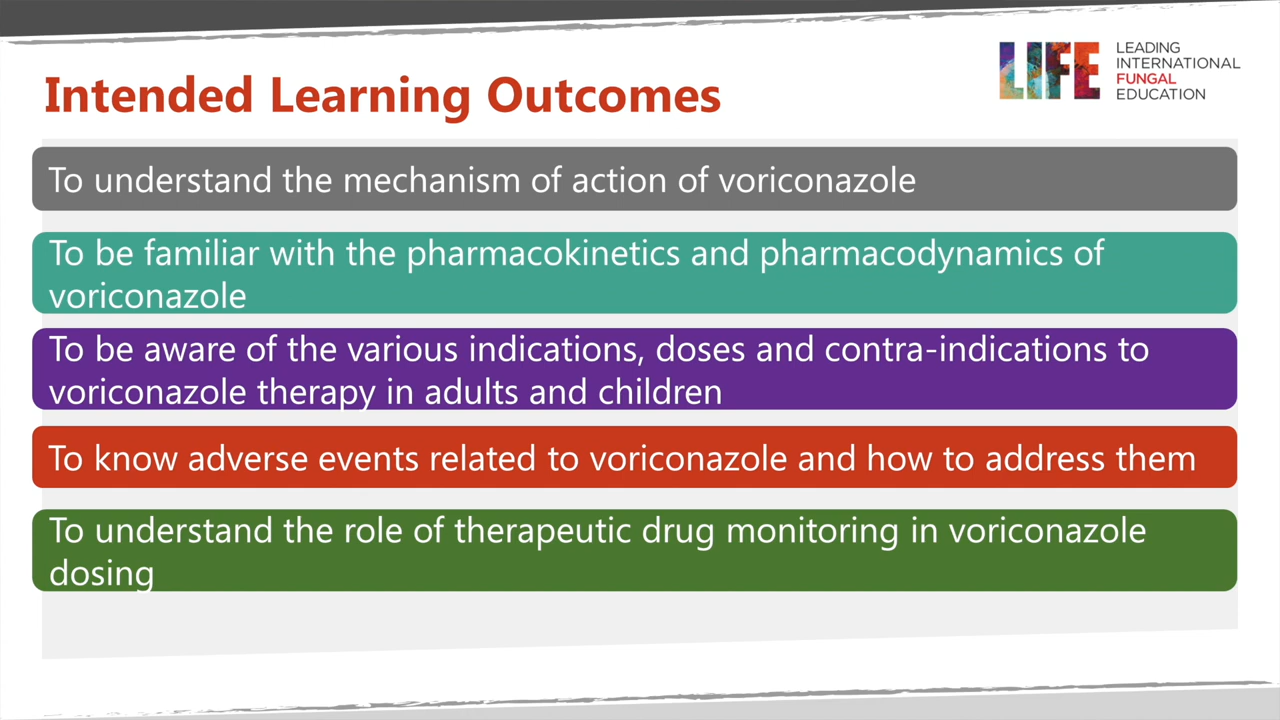 Intended Learning Outcomes
LIFE
LEADING
INTERNATIONAL
FUNGAL
EDUCATION
To understand the mechanism of action of voriconazole
To be familiar with the pharmacokinetics and pharmacodynamics of
voriconazole
To be aware of the various indications, doses and contra-indications to
voriconazole therapy in adults and children
To know adverse events related to voriconazole and how to address them
To understand the role of therapeutic drug monitoring in voriconazole
dosing